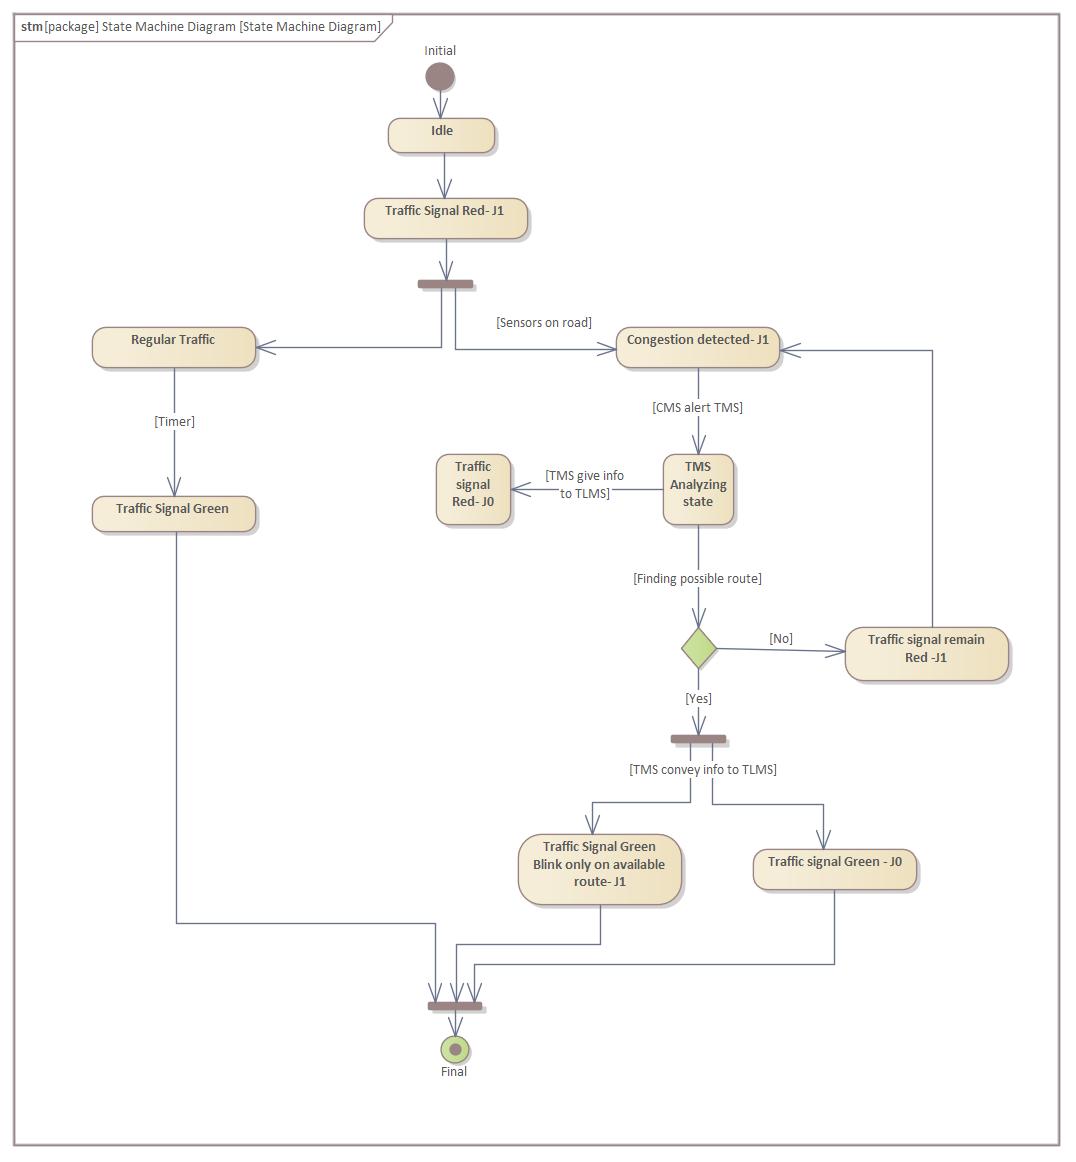 stm [package] State Machine Diagram [State Machine Diagram]
Initial
Idle
Traffic Signal Red- J1
[Sensors on road]
Regular Traffic
Congestion detected- J1
[CMS alert TMS]
[Timer]
Traffic
signal
Red- J0
[TMS give info
to TLMS]
TMS
Analyzing
state
Traffic Signal Green
[Finding possible route]
[No]
Traffic signal remain
Red -J1
[Yes]
[TMS convey info to TLMS]
Traffic Signal Green
Blink only on available
route- J1
Traffic signal Green - J0
Final